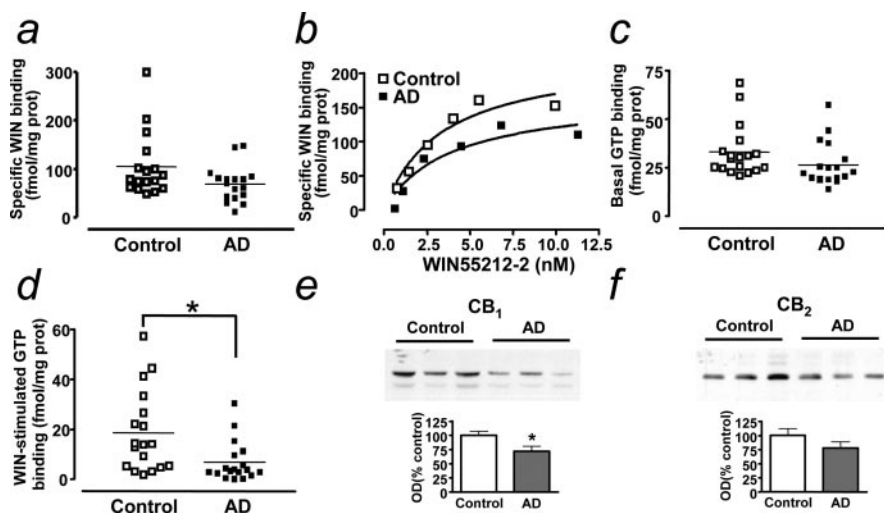 a
Specific WIN binding
(fmol/mg prot)
300
200
100
0
Control AD
b
Specific WIN binding
(fmol/mg prot)
200
150
100
50
0
Control
AD
0.0 2.5 5.0 7.5 10.0 12.5
WIN55212-2 (nM)
c
Basal GTP binding
(fmol/mg prot)
75
50
25
0
Control AD
d
WIN-stimulated GTP
binding (fmol/mg prot)
60
40
20
0
*
Control AD
e
CB1
Control AD
OD(% control)
125
100
75
50
25
0
*
Control AD
f
CB2
Control AD
OD(% control)
125
100
75
50
25
0
Control AD